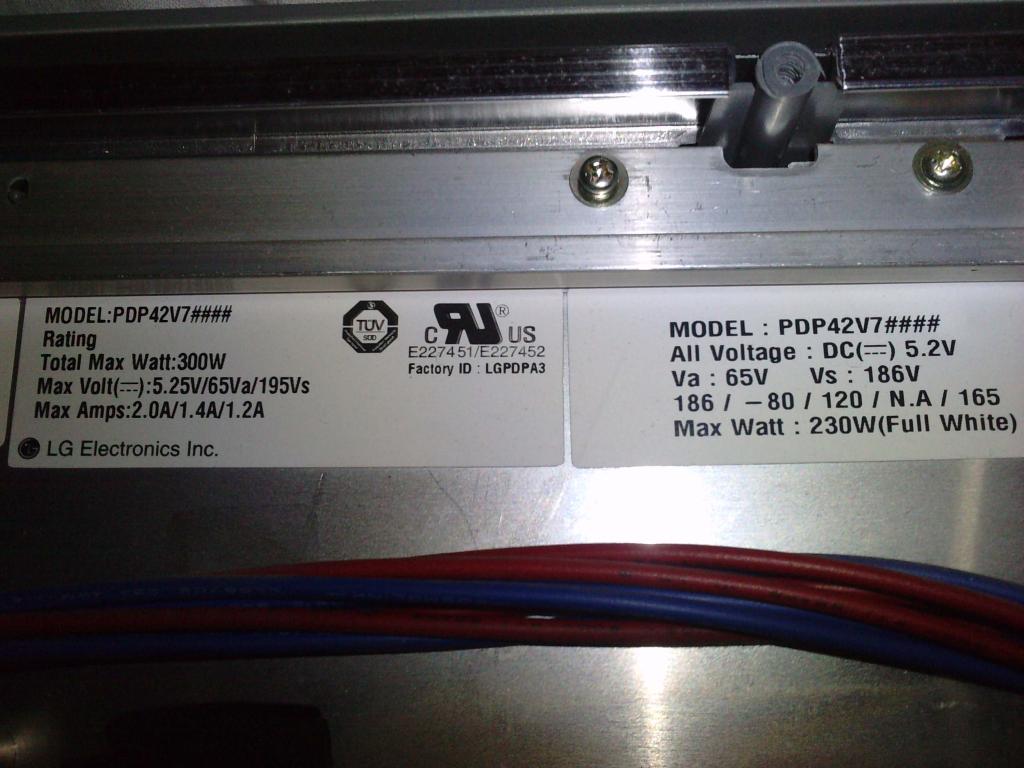 MODEL:PDP42V7####
Rating
Total Max Watt:300W
Max Volt(⎓):5.25V/65Va/195Vs
Max Amps:2.0A/1.4A/1.2A
LG Electronics Inc.
TÜV
c RU ® US
E227451/E227452
Factory ID : LGPDPA3
MODEL : PDP42V7####
All Voltage : DC(⎓) 5.2V
Va : 65V Vs : 186V
186 / -80 / 120 / N.A / 165
Max Watt : 230W(Full White)